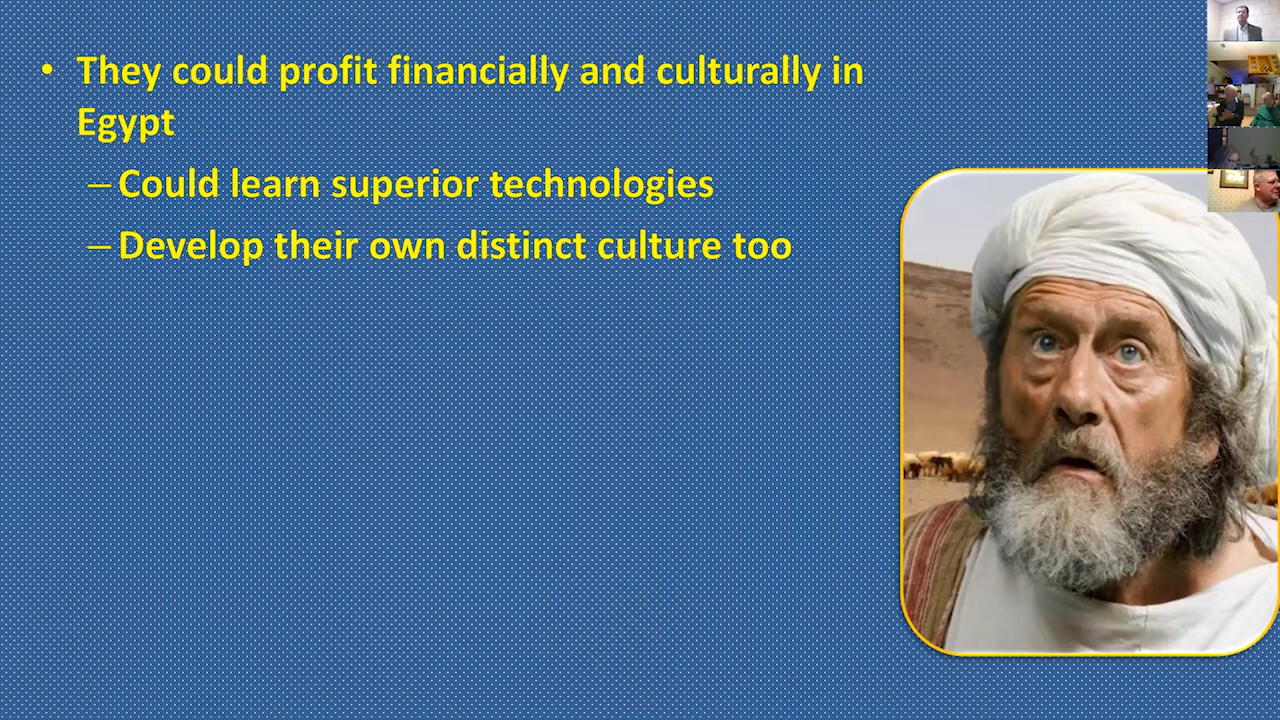 • They could profit financially and culturally in
Egypt
– Could learn superior technologies
– Develop their own distinct culture too